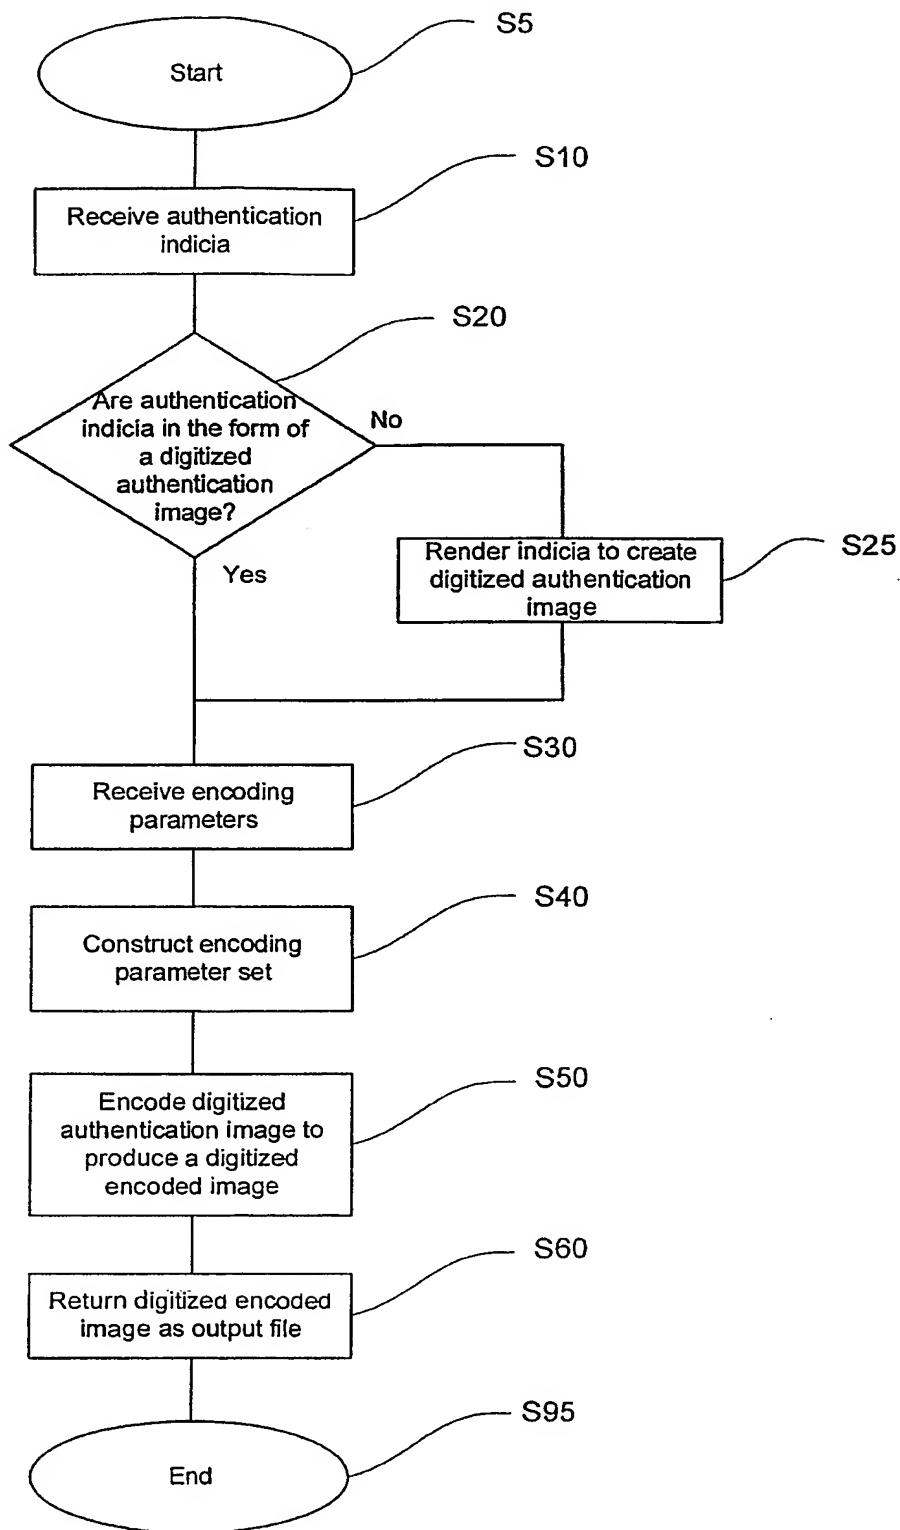 S5
Start
S10
Receive authentication
indicia
S20
Are authentication
indicia in the form of
a digitized
authentication
image?
No
Yes
S25
Render indicia to create
digitized authentication
image
S30
Receive encoding
parameters
S40
Construct encoding
parameter set
S50
Encode digitized
authentication image to
produce a digitized
encoded image
S60
Return digitized encoded
image as output file
S95
End